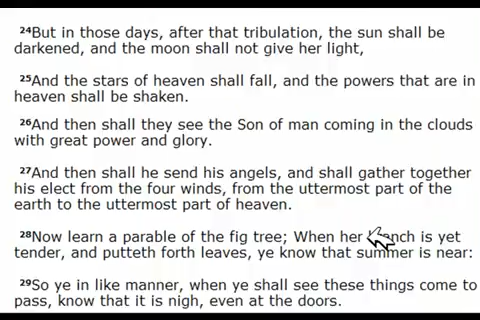 24But in those days, after that tribulation, the sun shall be
darkened, and the moon shall not give her light,
25And the stars of heaven shall fall, and the powers that are in
heaven shall be shaken.
26And then shall they see the Son of man coming in the clouds
with great power and glory.
27And then shall he send his angels, and shall gather together
his elect from the four winds, from the uttermost part of the
earth to the uttermost part of heaven.
28Now learn a parable of the fig tree; When her is yet
tender, and putteth forth leaves, ye know that summer is near:
29So ye in like manner, when ye shall see these things come to
pass, know that it is nigh, even at the doors.